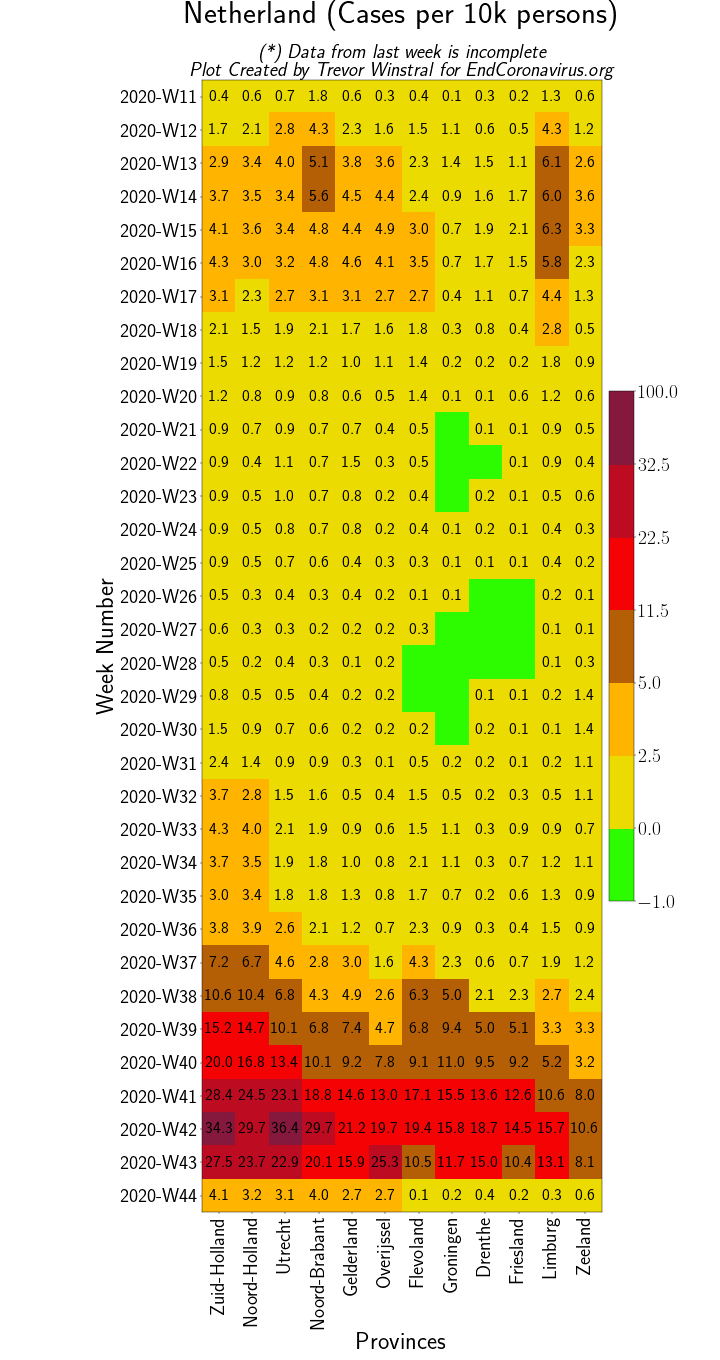 Netherland (Cases per 10k persons)
(*) Data from last week is incomplete
Plot Created by Trevor Winstral for EndCoronavirus.org
2020-W11 0.4 0.6 0.7 1.8 0.6 0.3 0.4 0.1 0.3 0.2 1.3 0.6
2020-W12 1.7 2.1 2.8 4.3 2.3 1.6 1.5 1.1 0.6 0.5 4.3 1.2
2020-W13 2.9 3.4 4.0 5.1 3.8 3.6 2.3 1.4 1.5 1.1 6.1 2.6
2020-W14 3.7 3.5 3.4 5.6 4.5 4.4 2.4 0.9 1.6 1.7 6.0 3.6
2020-W15 4.1 3.6 3.4 4.8 4.4 4.9 3.0 0.7 1.9 2.1 6.3 3.3
2020-W16 4.3 3.0 3.2 4.8 4.6 4.1 3.5 0.7 1.7 1.5 5.8 2.3
2020-W17 3.1 2.3 2.7 3.1 3.1 2.7 2.7 0.4 1.1 0.7 4.4 1.3
2020-W18 2.1 1.5 1.9 2.1 1.7 1.6 1.8 0.3 0.8 0.4 2.8 0.5
2020-W19 1.5 1.2 1.2 1.2 1.0 1.1 1.4 0.2 0.2 0.2 1.8 0.9
2020-W20 1.2 0.8 0.9 0.8 0.6 0.5 1.4 0.1 0.1 0.6 1.2 0.6
2020-W21 0.9 0.7 0.9 0.7 0.7 0.4 0.5 0.1 0.1 0.9 0.5
2020-W22 0.9 0.4 1.1 0.7 1.5 0.3 0.5 0.1 0.9 0.4
2020-W23 0.9 0.5 1.0 0.7 0.8 0.2 0.4 0.2 0.1 0.5 0.6
2020-W24 0.9 0.5 0.8 0.7 0.8 0.2 0.4 0.1 0.2 0.1 0.4 0.3
2020-W25 0.9 0.5 0.7 0.6 0.4 0.3 0.3 0.1 0.1 0.1 0.4 0.2
2020-W26 0.5 0.3 0.4 0.3 0.4 0.2 0.1 0.1 0.2 0.1
2020-W27 0.6 0.3 0.3 0.2 0.2 0.2 0.3 0.1 0.1
2020-W28 0.5 0.2 0.4 0.3 0.1 0.2 0.1 0.3
2020-W29 0.8 0.5 0.5 0.4 0.2 0.2 0.1 0.1 0.2 1.4
2020-W30 1.5 0.9 0.7 0.6 0.2 0.2 0.2 0.2 0.1 0.1 1.4
2020-W31 2.4 1.4 0.9 0.9 0.3 0.1 0.5 0.2 0.2 0.1 0.2 1.1
2020-W32 3.7 2.8 1.5 1.6 0.5 0.4 1.5 0.5 0.2 0.3 0.5 1.1
2020-W33 4.3 4.0 2.1 1.9 0.9 0.6 1.5 1.1 0.3 0.9 0.9 0.7
2020-W34 3.7 3.5 1.9 1.8 1.0 0.8 2.1 1.1 0.3 0.7 1.2 1.1
2020-W35 3.0 3.4 1.8 1.8 1.3 0.8 1.7 0.7 0.2 0.6 1.3 0.9
2020-W36 3.8 3.9 2.6 2.1 1.2 0.7 2.3 0.9 0.3 0.4 1.5 0.9
2020-W37 7.2 6.7 4.6 2.8 3.0 1.6 4.3 2.3 0.6 0.7 1.9 1.2
2020-W38 10.6 10.4 6.8 4.3 4.9 2.6 6.3 5.0 2.1 2.3 2.7 2.4
2020-W39 15.2 14.7 10.1 6.8 7.4 4.7 6.8 9.4 5.0 5.1 3.3 3.3
2020-W40 20.0 16.8 13.4 10.1 9.2 7.8 9.1 11.0 9.5 9.2 5.2 3.2
2020-W41 28.4 24.5 23.1 18.8 14.6 13.0 17.1 15.5 13.6 12.6 10.6 8.0
2020-W42 34.3 29.7 36.4 29.7 21.2 19.7 19.4 15.8 18.7 14.5 15.7 10.6
2020-W43 27.5 23.7 22.9 20.1 15.9 25.3 10.5 11.7 15.0 10.4 13.1 8.1
2020-W44 4.1 3.2 3.1 4.0 2.7 2.7 0.1 0.2 0.4 0.2 0.3 0.6
Week Number
Zuid-Holland
Noord-Holland
Utrecht
Noord-Brabant
Gelderland
Overijssel
Flevoland
Groningen
Drenthe
Friesland
Limburg
Zeeland
Provinces
100.0
32.5
22.5
11.5
5.0
2.5
0.0
−1.0